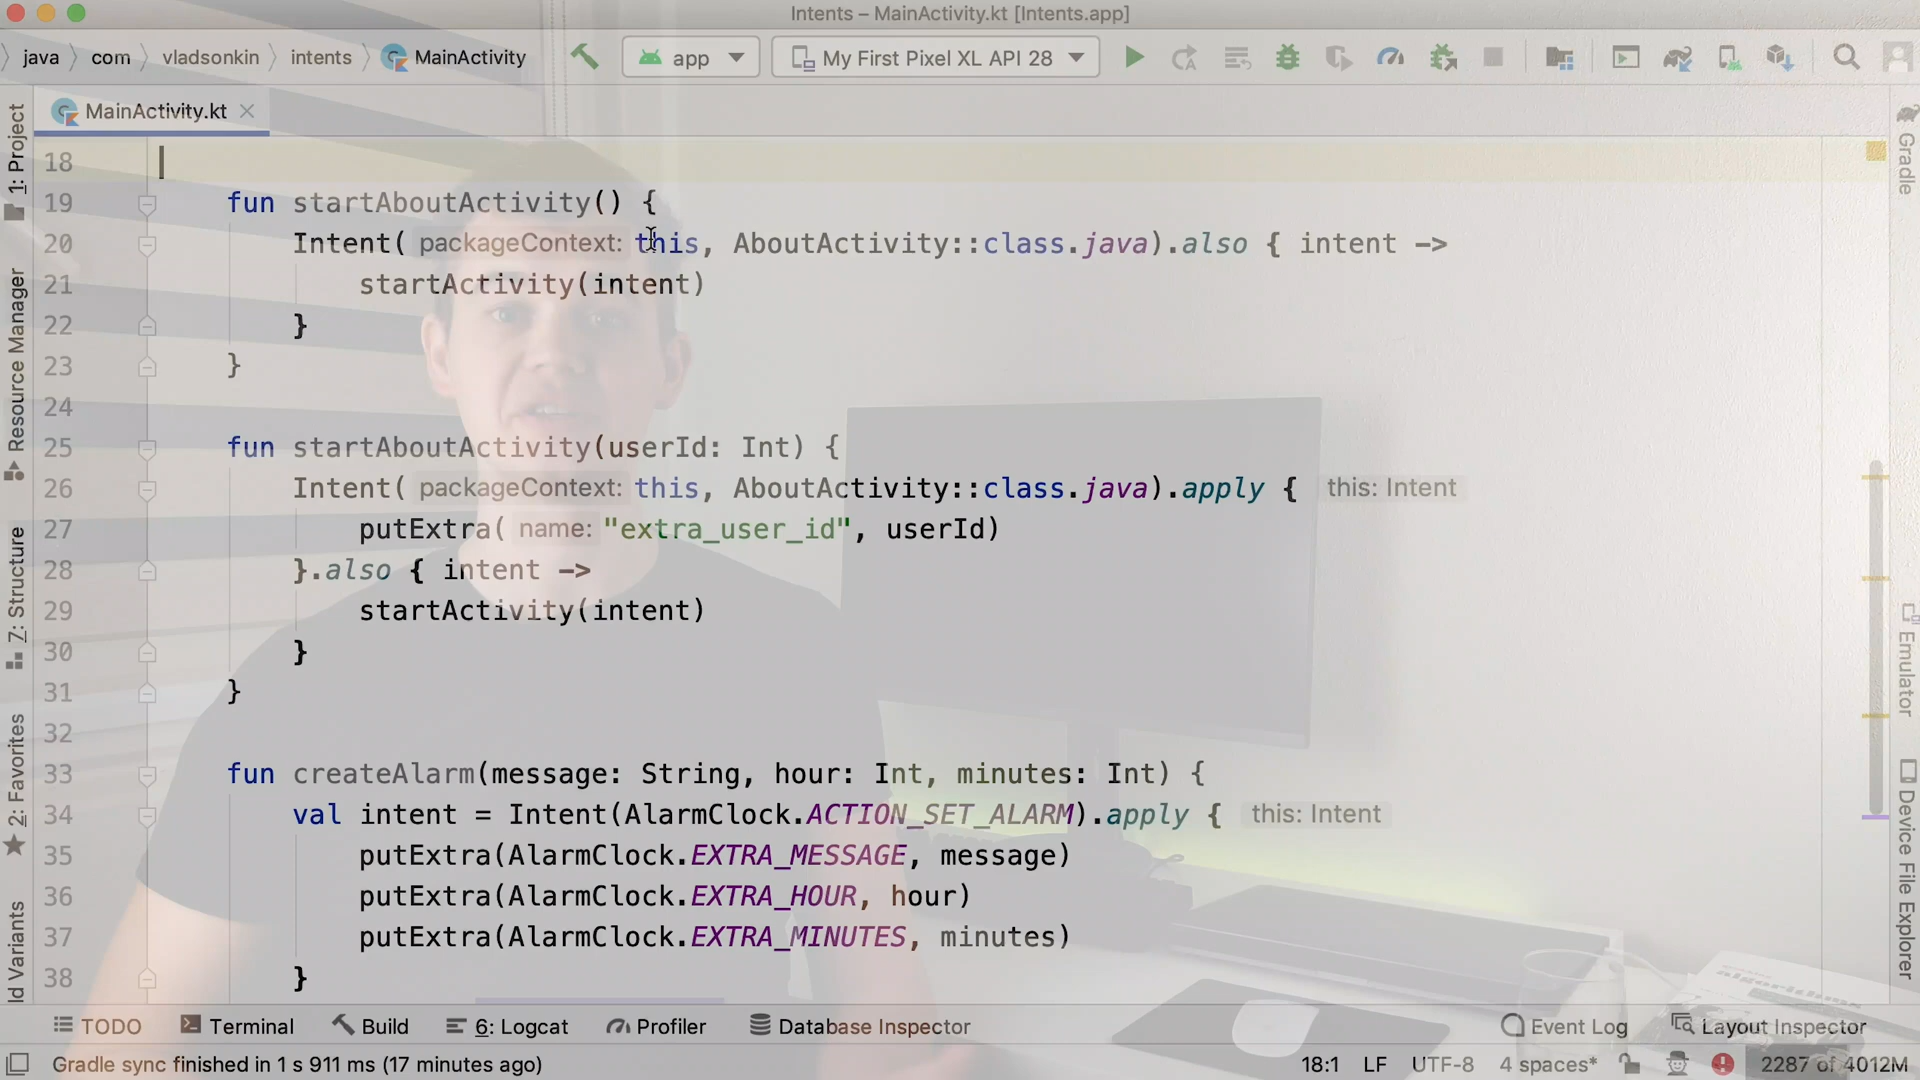 Intents – MainActivity.kt [Intents.app]
java com vladsonkin intents MainActivity app My First Pixel XL API 28
MainActivity.kt
1: Project
Resource Manager
7: Structure
2: Favorites
ld Variants
18
19 fun startAboutActivity() {
20 Intent( packageContext: this, AboutActivity::class.java).also { intent ->
21 startActivity(intent)
22 }
23 }
24
25 fun startAboutActivity(userId: Int) {
26 Intent( packageContext: this, AboutActivity::class.java).apply { this: Intent
27 putExtra( name: "extra_user_id", userId)
28 }.also { intent ->
29 startActivity(intent)
30 }
31 }
32
33 fun createAlarm(message: String, hour: Int, minutes: Int) {
34 val intent = Intent(AlarmClock.ACTION_SET_ALARM).apply { this: Intent
35 putExtra(AlarmClock.EXTRA_MESSAGE, message)
36 putExtra(AlarmClock.EXTRA_HOUR, hour)
37 putExtra(AlarmClock.EXTRA_MINUTES, minutes)
38 }
Gradle
Emulator
Device File Explorer
TODO Terminal Build 6: Logcat Profiler Database Inspector Event Log Layout Inspector
Gradle sync finished in 1 s 911 ms (17 minutes ago) 18:1 LF UTF-8 4 spaces* 2287 of 4012M